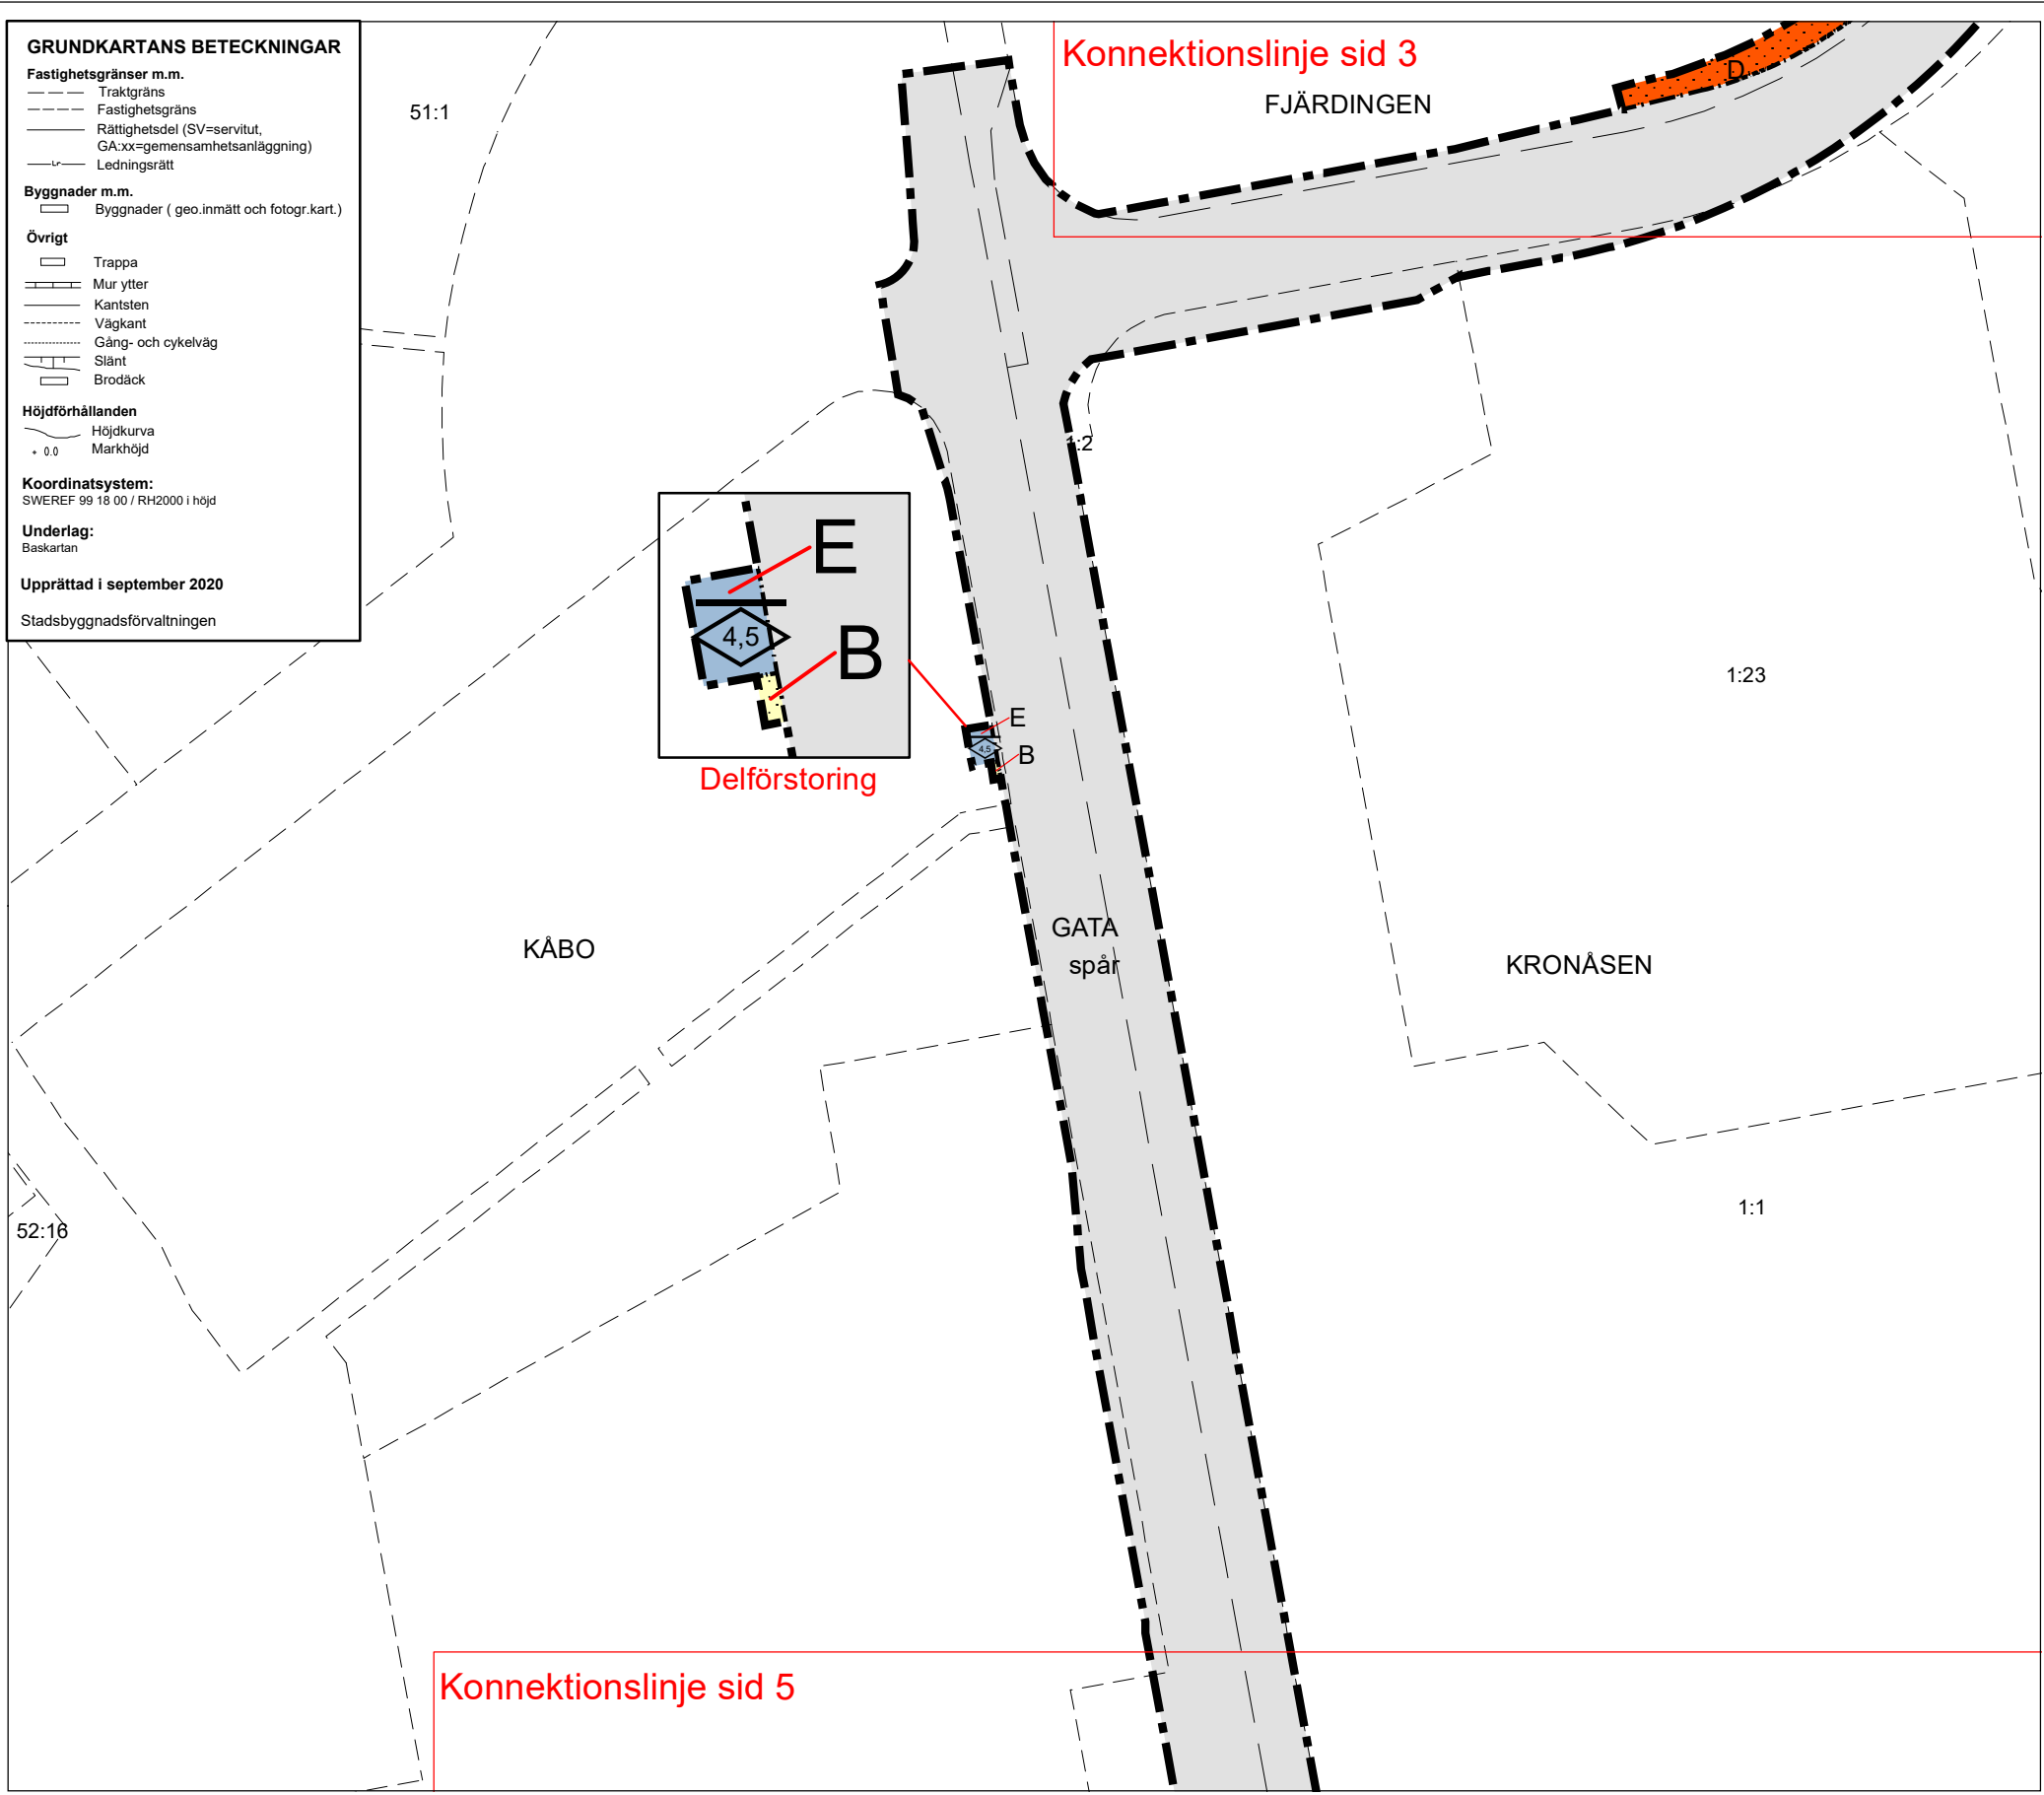 GRUNDKARTANS BETECKNINGAR
Fastighetsgränser m.m.
Traktgräns
Fastighetsgräns
Rättighetsdel (SV=servitut,
GA:xx=gemensamhetsanläggning)
Lr
Ledningsrätt
Byggnader m.m.
Byggnader ( geo.inmätt och fotogr.kart.)
Övrigt
Trappa
Mur ytter
Kantsten
Vägkant
Gång- och cykelväg
Slänt
Brodäck
Höjdförhållanden
Höjdkurva
0.0 Markhöjd
Koordinatsystem:
SWEREF 99 18 00 / RH2000 i höjd
Underlag:
Baskartan
Upprättad i september 2020
Stadsbyggnadsförvaltningen
51:1
Konnektionslinje sid 3
FJÄRDINGEN
D
1:2
E
4,5
B
Delförstoring
E
4,5
B
1:23
KÅBO
GATA
spår
KRONÅSEN
52:16
1:1
Konnektionslinje sid 5